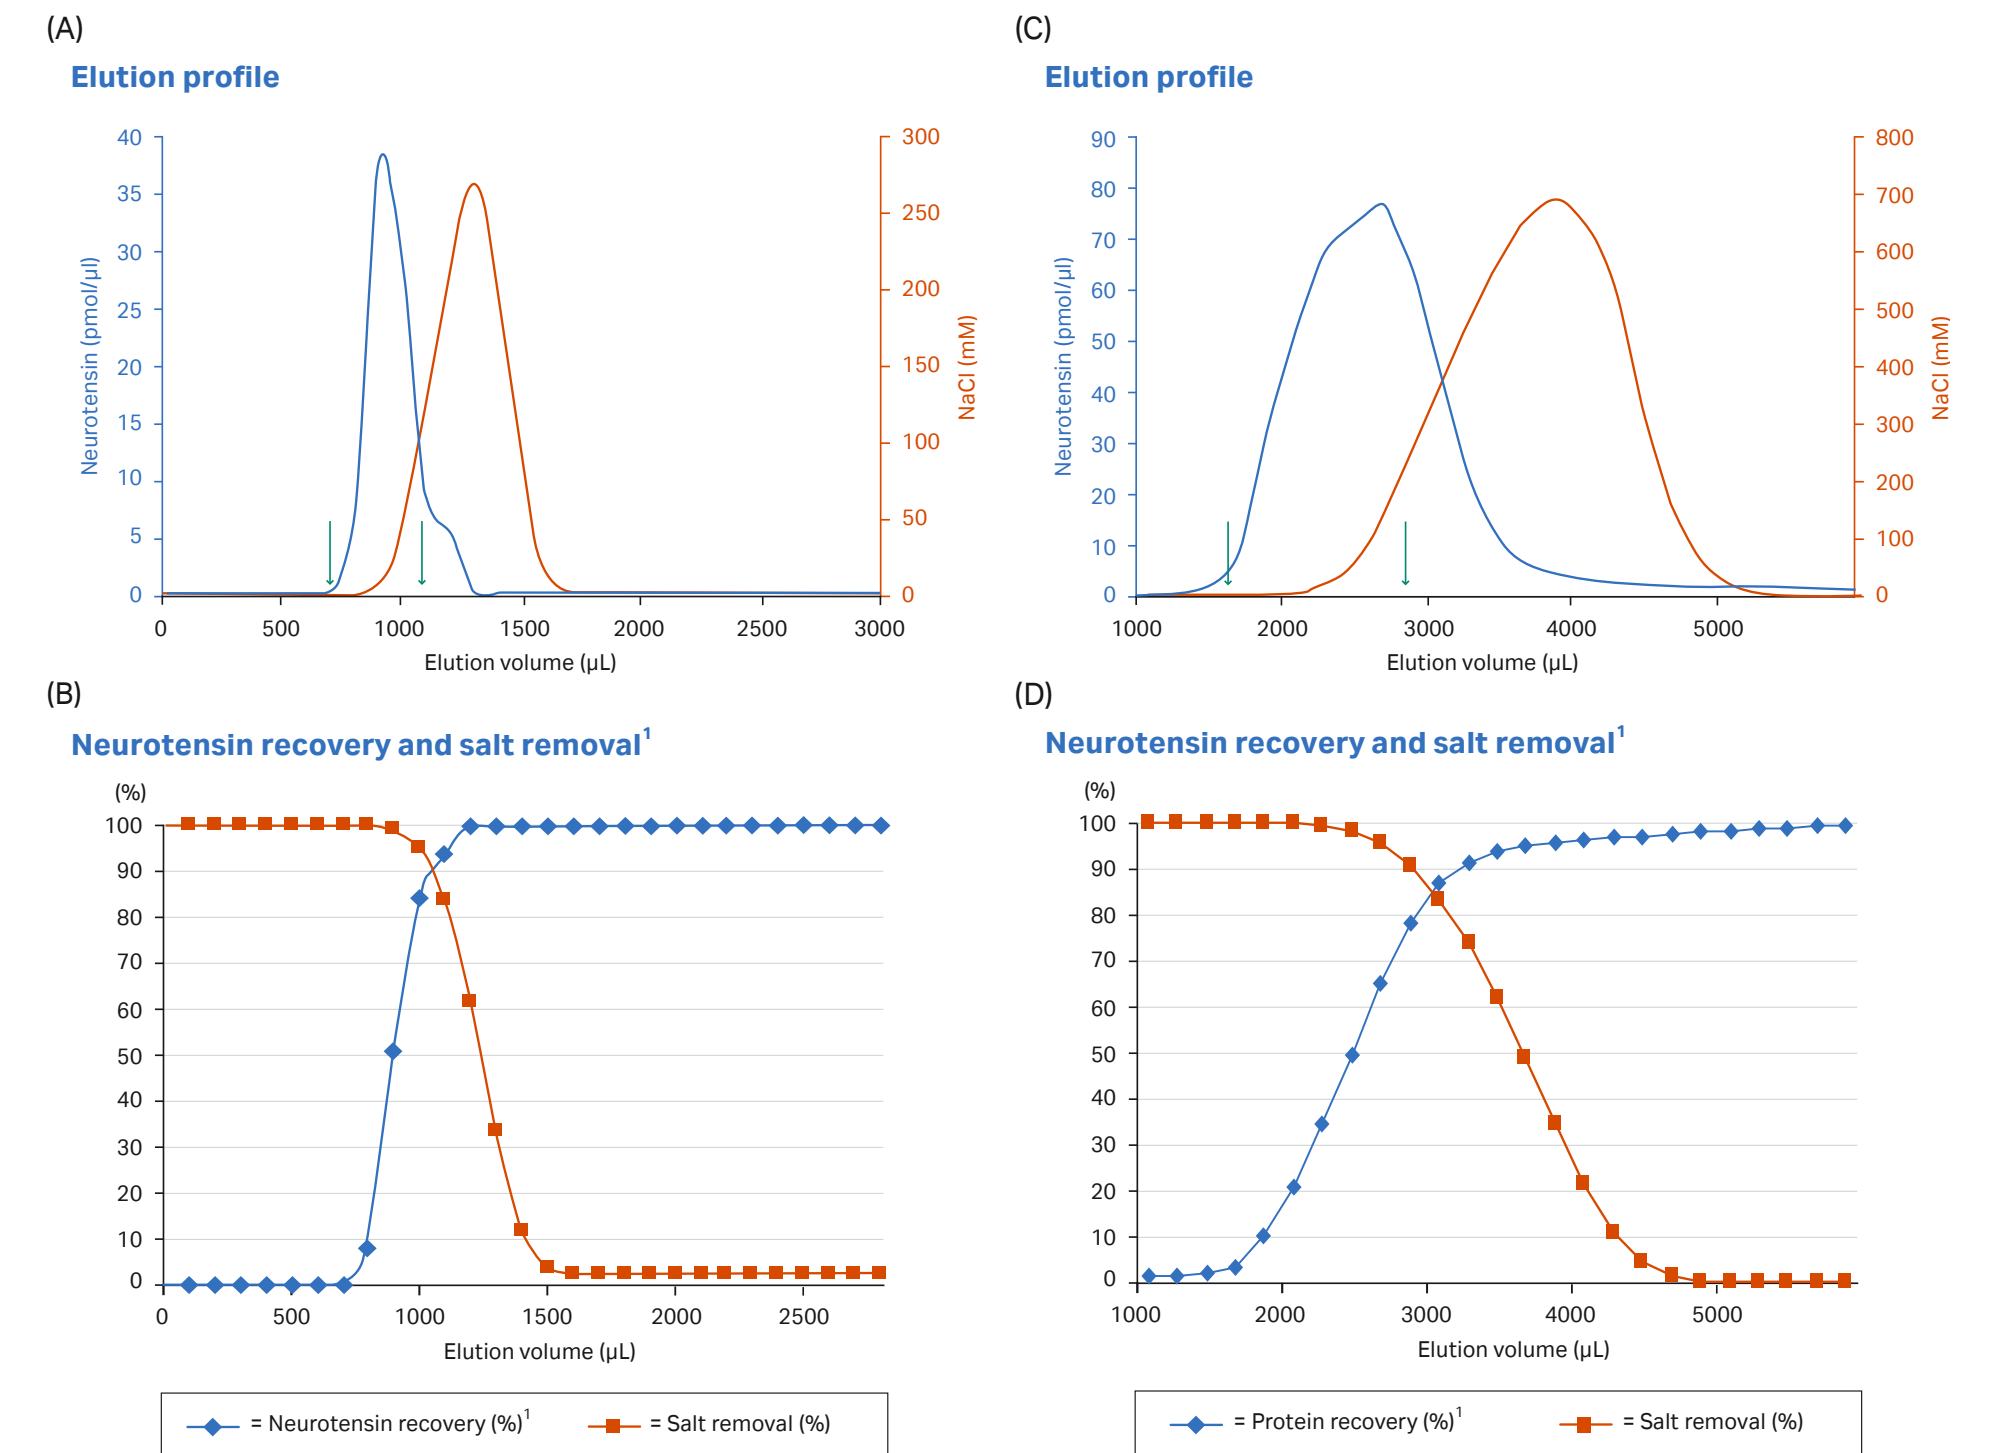 (A)
Elution profile
40
35
30
25
20
15
10
5
0
Neurotensin (pmol/µl)
300
250
200
150
100
50
0
NaCl (mM)
0 500 1000 1500 2000 2500 3000
Elution volume (µL)
(B)
Neurotensin recovery and salt removal¹
(%)
100
90
80
70
60
50
40
30
20
10
0
0 500 1000 1500 2000 2500
Elution volume (µL)
= Neurotensin recovery (%)¹ = Salt removal (%)
(C)
Elution profile
90
80
70
60
50
40
30
20
10
0
Neurotensin (pmol/µl)
800
700
600
500
400
300
200
100
0
NaCl (mM)
1000 2000 3000 4000 5000
Elution volume (µL)
(D)
Neurotensin recovery and salt removal¹
(%)
100
90
80
70
60
50
40
30
20
10
0
1000 2000 3000 4000 5000
Elution volume (µL)
= Protein recovery (%)¹ = Salt removal (%)